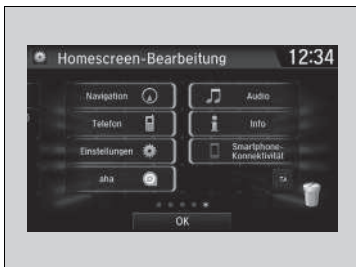 Homescreen-Bearbeitung 12:34
Navigation Audio
Telefon Info
Einstellungen Smartphone-
Konnektivität
aha
OK